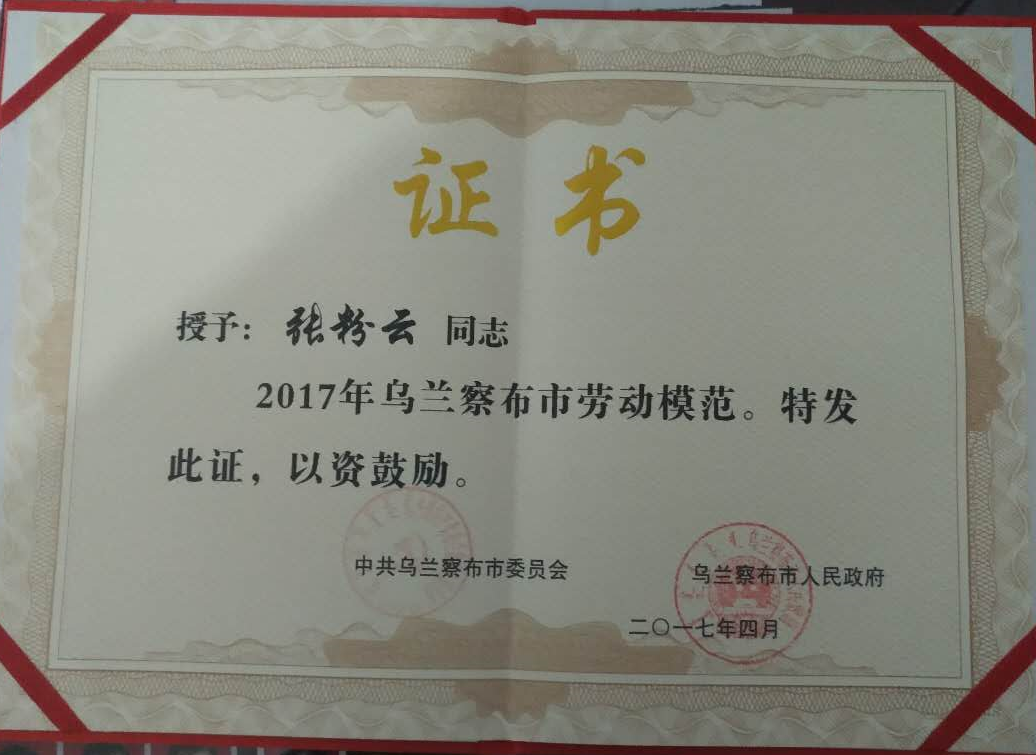 证书
授予：张粉云 同志
2017年乌兰察布市劳动模范。特发
此证，以资鼓励。
中共乌兰察布市委员会 乌兰察布市人民政府
二〇一七年四月